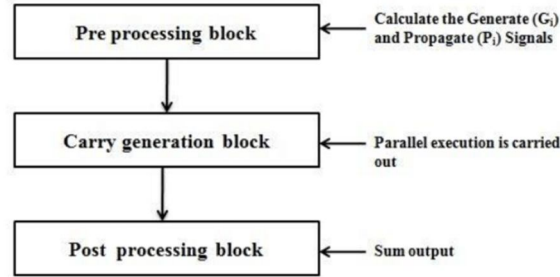 Pre processing block
Calculate the Generate (Gi)
and Propagate (Pi) Signals
Carry generation block
Parallel execution is carried
out
Post processing block
Sum output